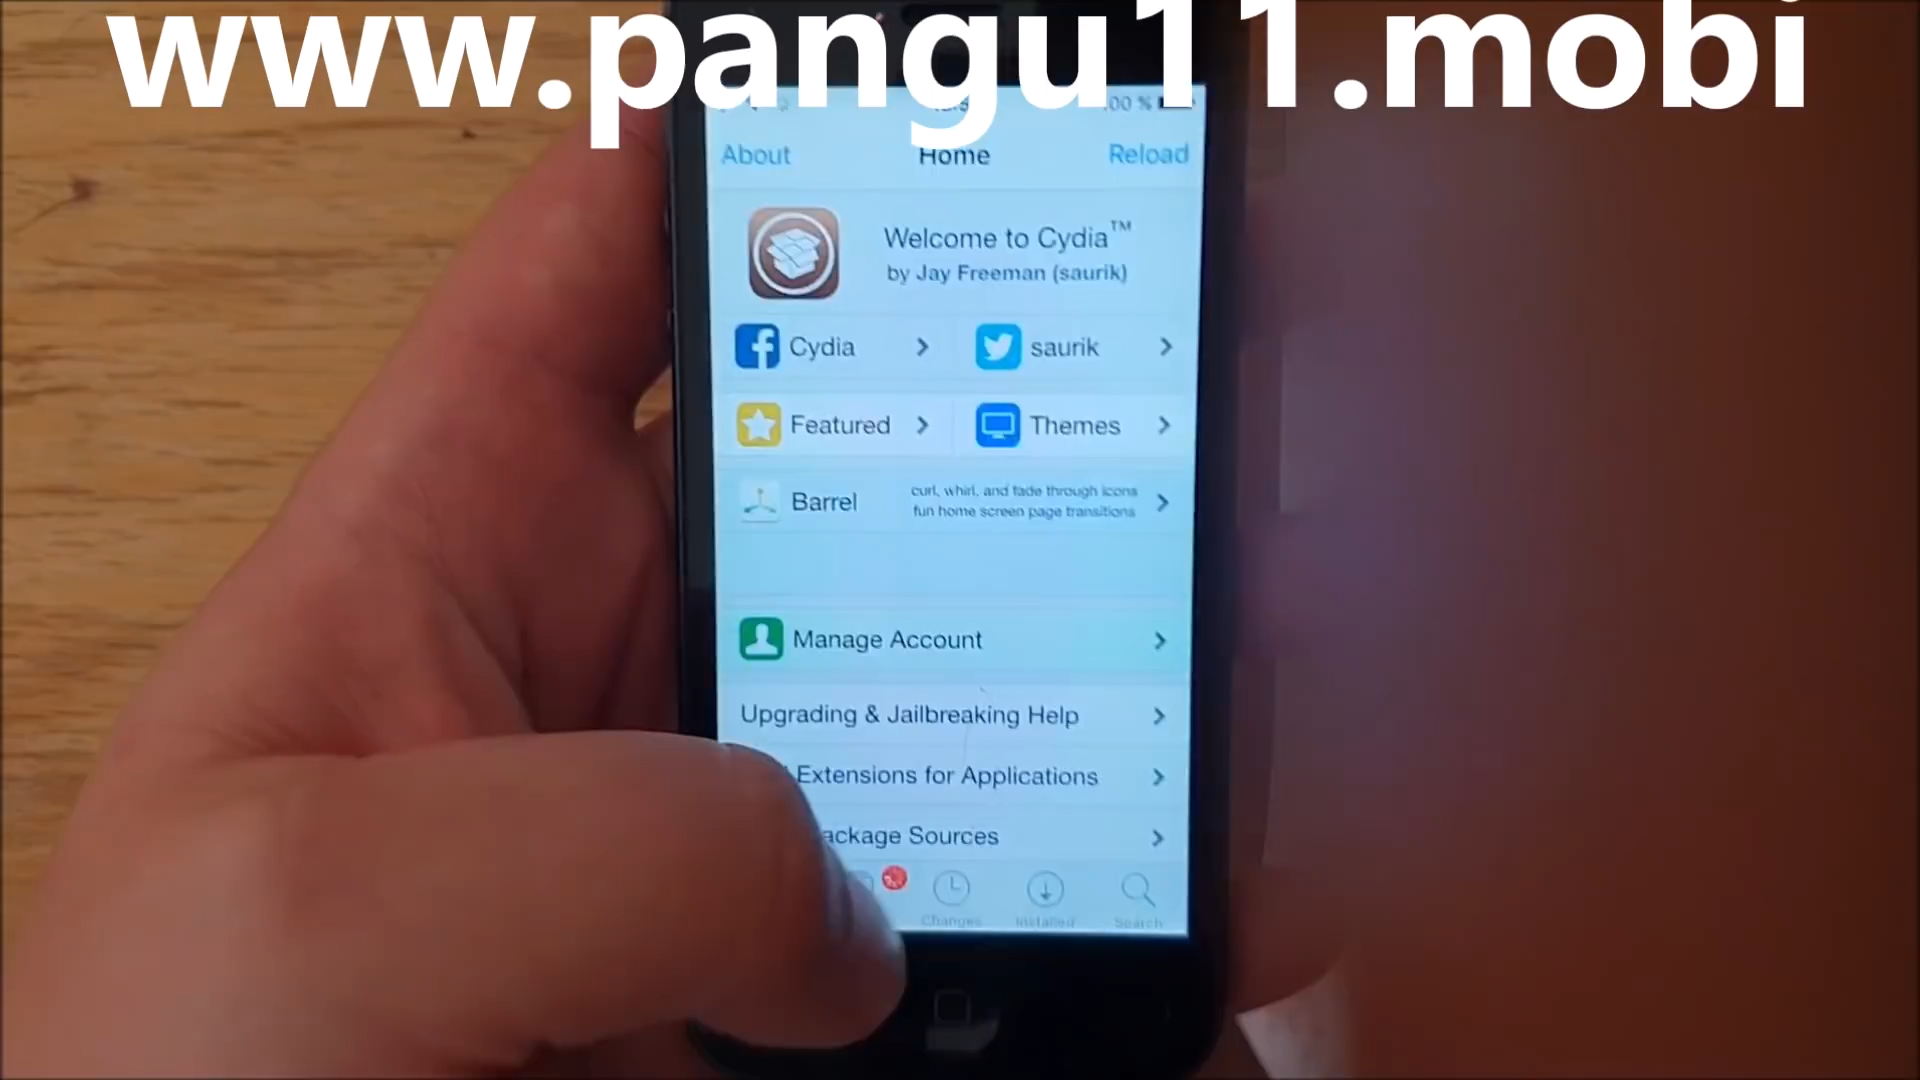 www.pangu11.mobi
00 %
About Home Reload
Welcome to Cydia™
by Jay Freeman (saurik)
Cydia saurik
Featured Themes
Barrel curl, whirl, and fade through icons
fun home screen page transitions
Manage Account
Upgrading & Jailbreaking Help
Extensions for Applications
ackage Sources
Changes Installed Search